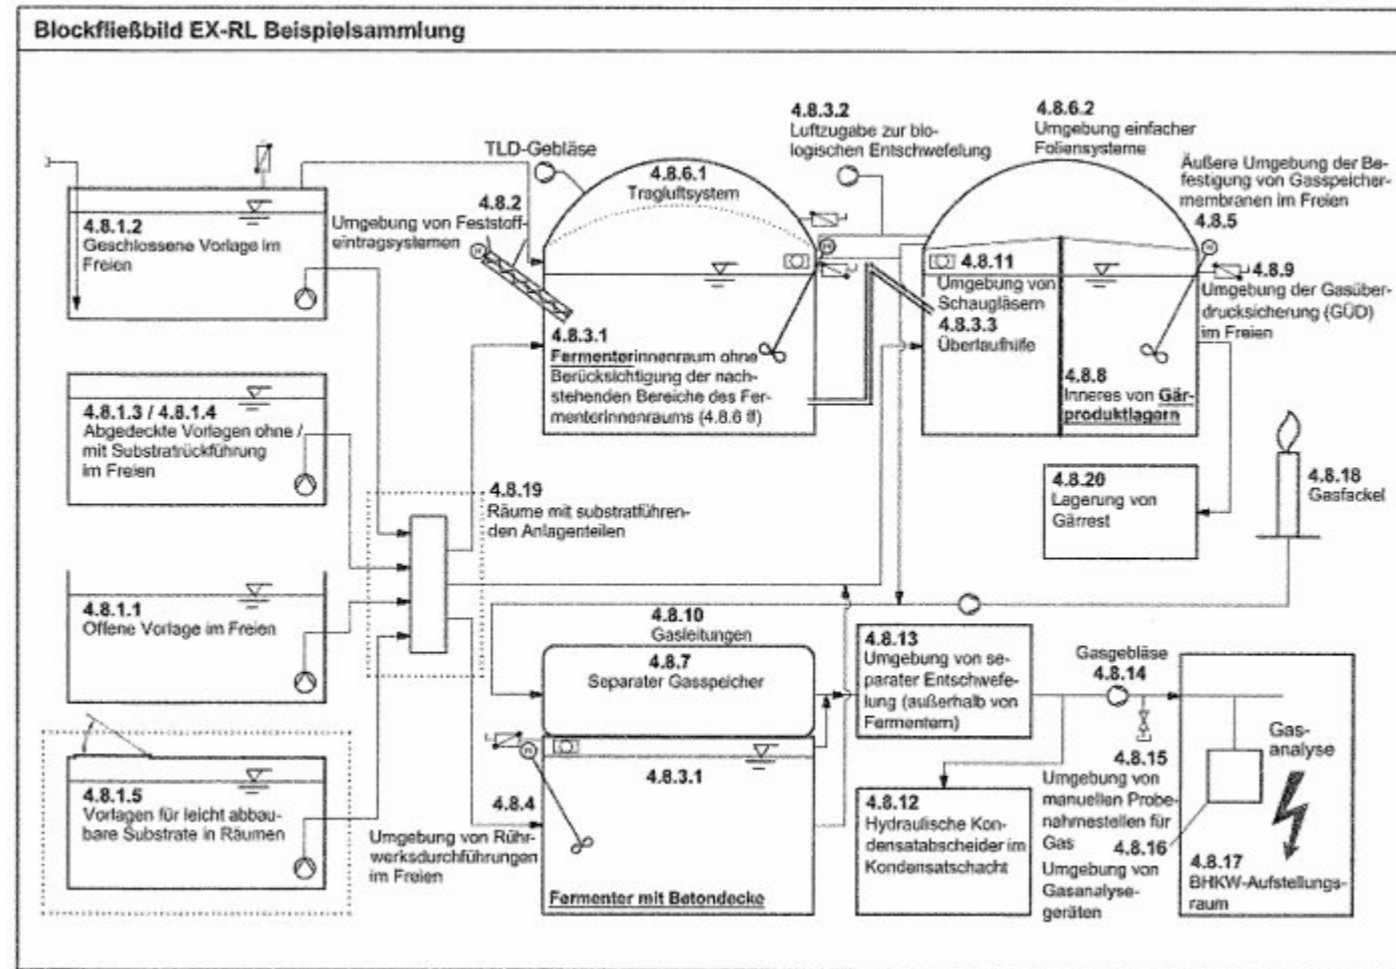 Blockfließbild EX-RL Beispielsammlung
4.8.1.2
Geschlossene Vorlage im
Freien
4.8.1.3 / 4.8.1.4
Abgedeckte Vorlagen ohne /
mit Substratrückführung
im Freien
4.8.1.1
Offene Vorlage im Freien
4.8.1.5
Vorlagen für leicht abbau-
bare Substrate in Räumen
TLD-Gebläse
4.8.2
Umgebung von Feststoff-
eintragsystemen
4.8.6.1
Tragluftsystem
4.8.3.1
Fermenterinnenraum ohne
Berücksichtigung der nach-
stehenden Bereiche des Fer-
menterinnenraums (4.8.6 ff)
4.8.3.2
Luftzugabe zur bio-
logischen Entschwefelung
4.8.6.2
Umgebung einfacher
Foliensysteme
Äußere Umgebung der Be-
festigung von Gasspeicher-
membranen im Freien
4.8.5
4.8.11
Umgebung von
Schaugläsern
4.8.3.3
Überlaufhilfe
4.8.9
Umgebung der Gasüber-
drucksicherung (GÜD)
im Freien
4.8.8
Inneres von Gär-
produktlagern
4.8.20
Lagerung von
Gärrest
4.8.18
Gasfackel
4.8.19
Räume mit substratführen-
den Anlagenteilen
4.8.10
Gasleitungen
4.8.7
Separater Gasspeicher
4.8.3.1
4.8.4
Umgebung von Rühr-
werksdurchführungen
im Freien
Fermenter mit Betondecke
4.8.13
Umgebung von se-
parater Entschwefe-
lung (außerhalb von
Fermentern)
4.8.12
Hydraulische Kon-
densatabscheider im
Kondensatschacht
Gasgebläse
4.8.14
4.8.15
Umgebung von
manuellen Probe-
nahmestellen für
Gas
4.8.16
Umgebung von
Gasanalyse-
geräten
Gas-
analyse
4.8.17
BHKW-Aufstellungs-
raum